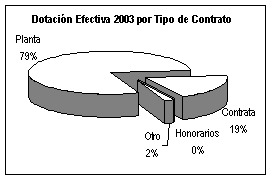 Dotación Efectiva 2003 por Tipo de Contrato
Planta
79%
Contrata
19%
Honorarios
0%
Otro
2%